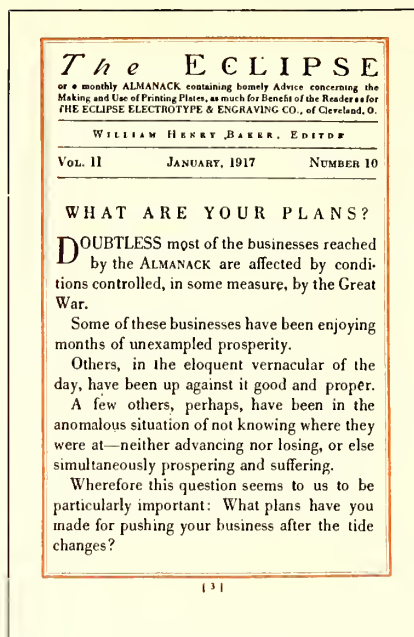 The ECLIPSE
or a monthly ALMANACK containing homely Advice concerning the
Making and Use of Printing Plates, as much for Benefit of the Reader as for
THE ECLIPSE ELECTROTYPE & ENGRAVING CO., of Cleveland, O.
WILLIAM HENRY BAKER, EDITOR
VOL. II JANUARY, 1917 NUMBER 10
WHAT ARE YOUR PLANS?
DOUBTLESS most of the businesses reached
by the ALMANACK are affected by condi-
tions controlled, in some measure, by the Great
War.
Some of these businesses have been enjoying
months of unexampled prosperity.
Others, in the eloquent vernacular of the
day, have been up against it good and proper.
A few others, perhaps, have been in the
anomalous situation of not knowing where they
were at—neither advancing nor losing, or else
simultaneously prospering and suffering.
Wherefore this question seems to us to be
particularly important: What plans have you
made for pushing your business after the tide
changes?
[3]